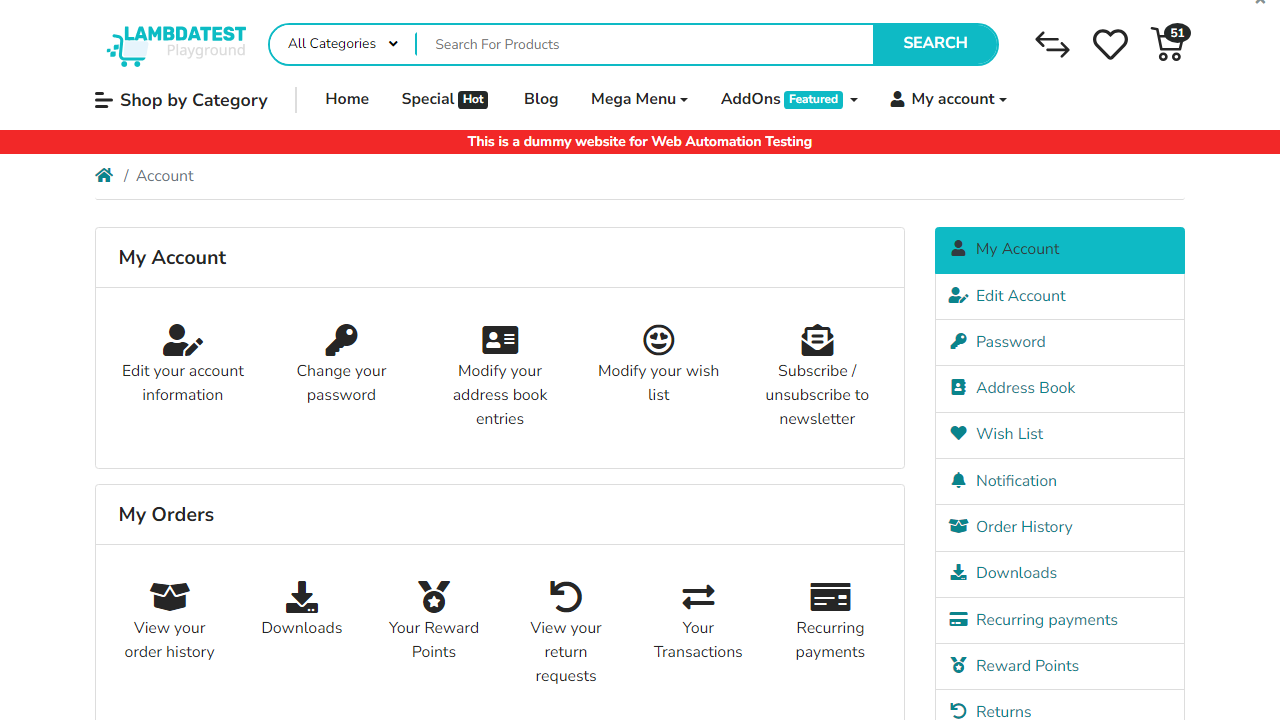 LAMBDATEST
Playground
All Categories
Search For Products
SEARCH
51
Shop by Category
Home
Special Hot
Blog
Mega Menu
AddOns Featured
My account
This is a dummy website for Web Automation Testing
/ Account
My Account
Edit your account
information
Change your
password
Modify your
address book
entries
Modify your wish
list
Subscribe /
unsubscribe to
newsletter
My Orders
View your
order history
Downloads
Your Reward
Points
View your
return
requests
Your
Transactions
Recurring
payments
My Account
Edit Account
Password
Address Book
Wish List
Notification
Order History
Downloads
Recurring payments
Reward Points
Returns